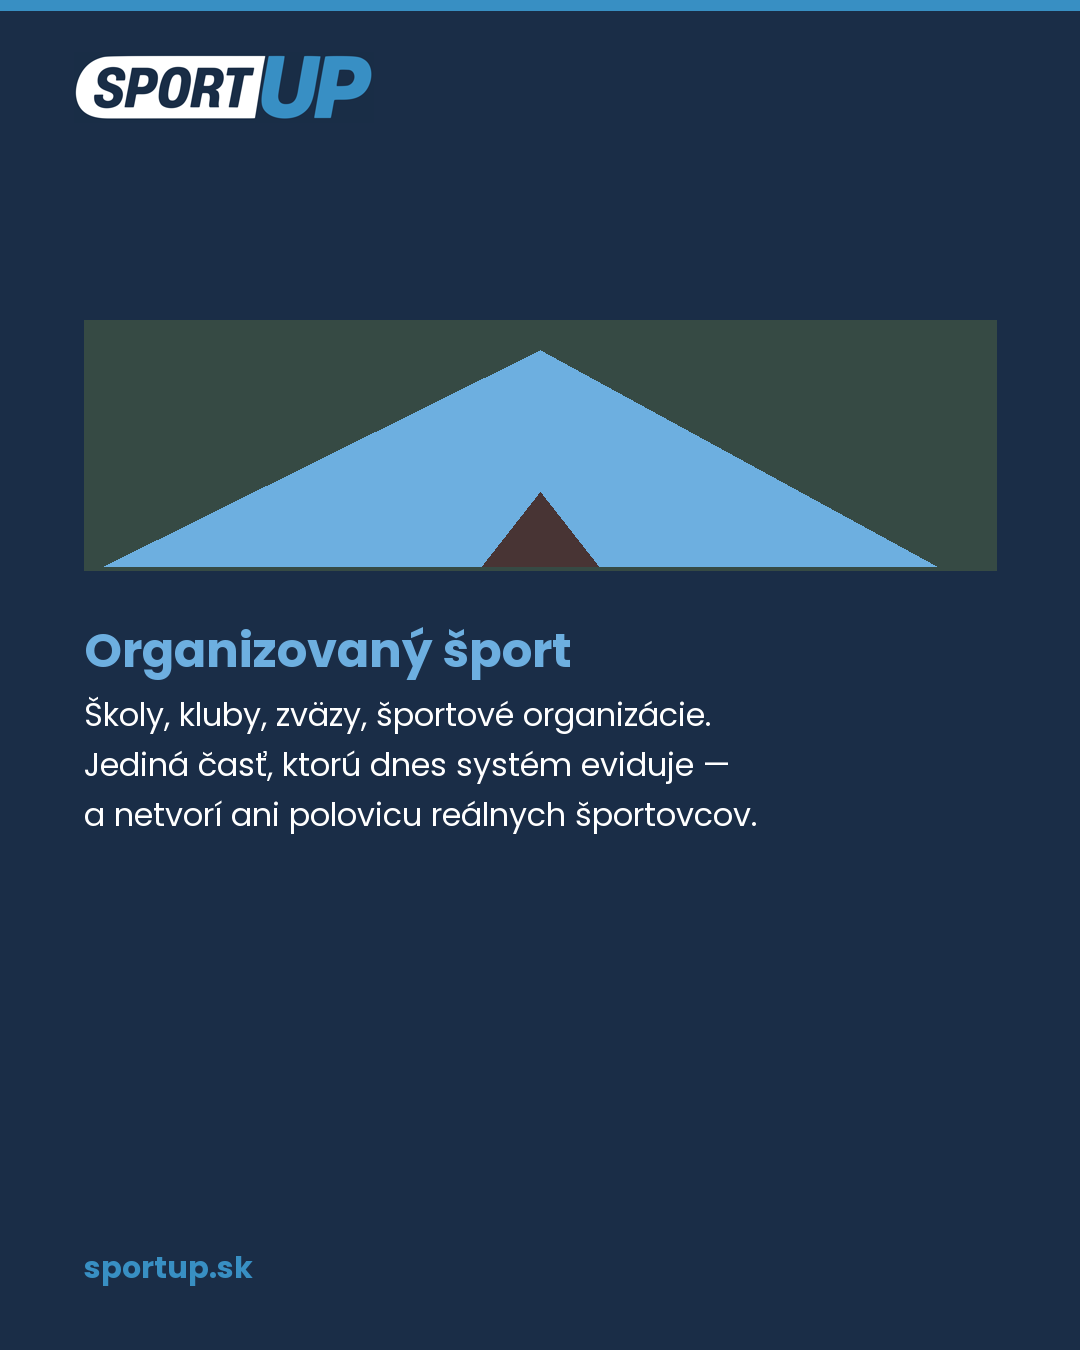 SPORTUP
Organizovaný šport
Školy, kluby, zväzy, športové organizácie.
Jediná časť, ktorú dnes systém eviduje —
a netvorí ani polovicu reálnych športovcov.
sportup.sk